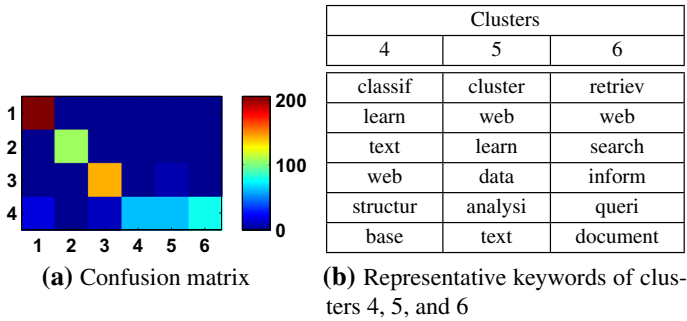 1
2
3
4
1 2 3 4 5 6
200
100
0
(a) Confusion matrix
Clusters
4 5 6
classif cluster retriev
learn web web
text learn search
web data inform
structur analysi queri
base text document
(b) Representative keywords of clus-
ters 4, 5, and 6